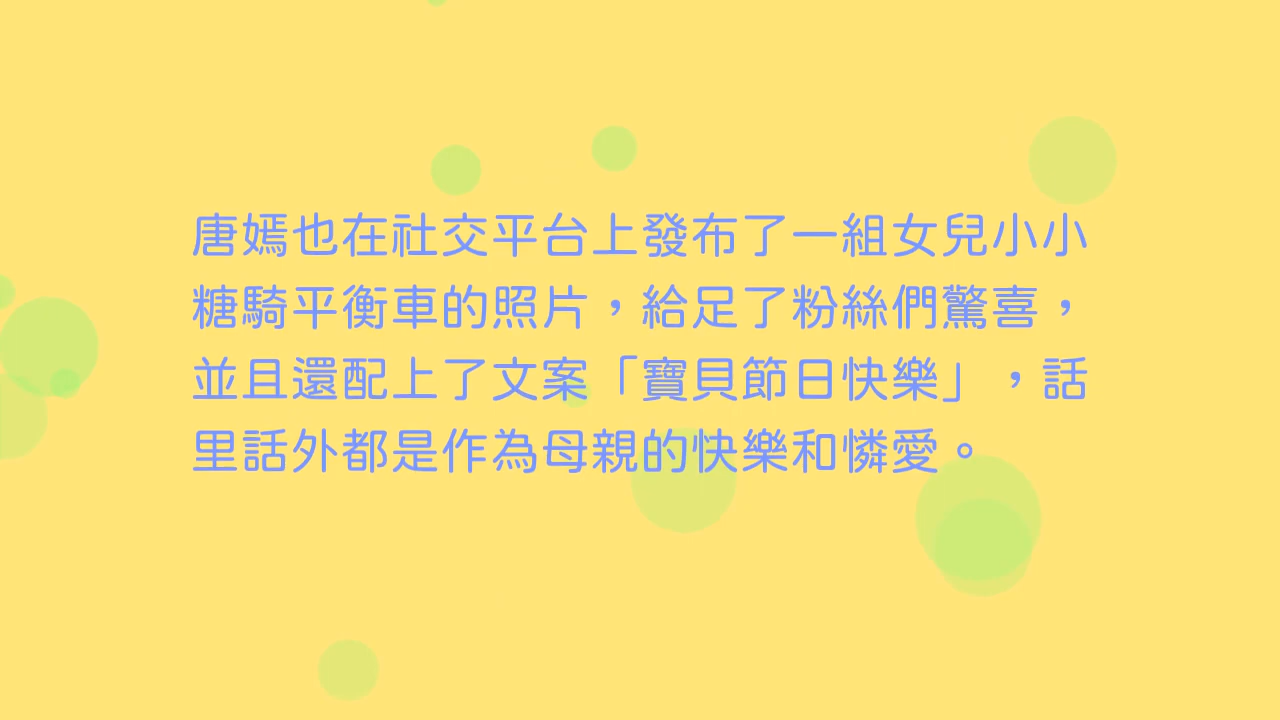 唐嫣也在社交平台上發布了一組女兒小小
糖騎平衡車的照片，給足了粉絲們驚喜，
並且還配上了文案「寶貝節日快樂」，話
里話外都是作為母親的快樂和憐愛。